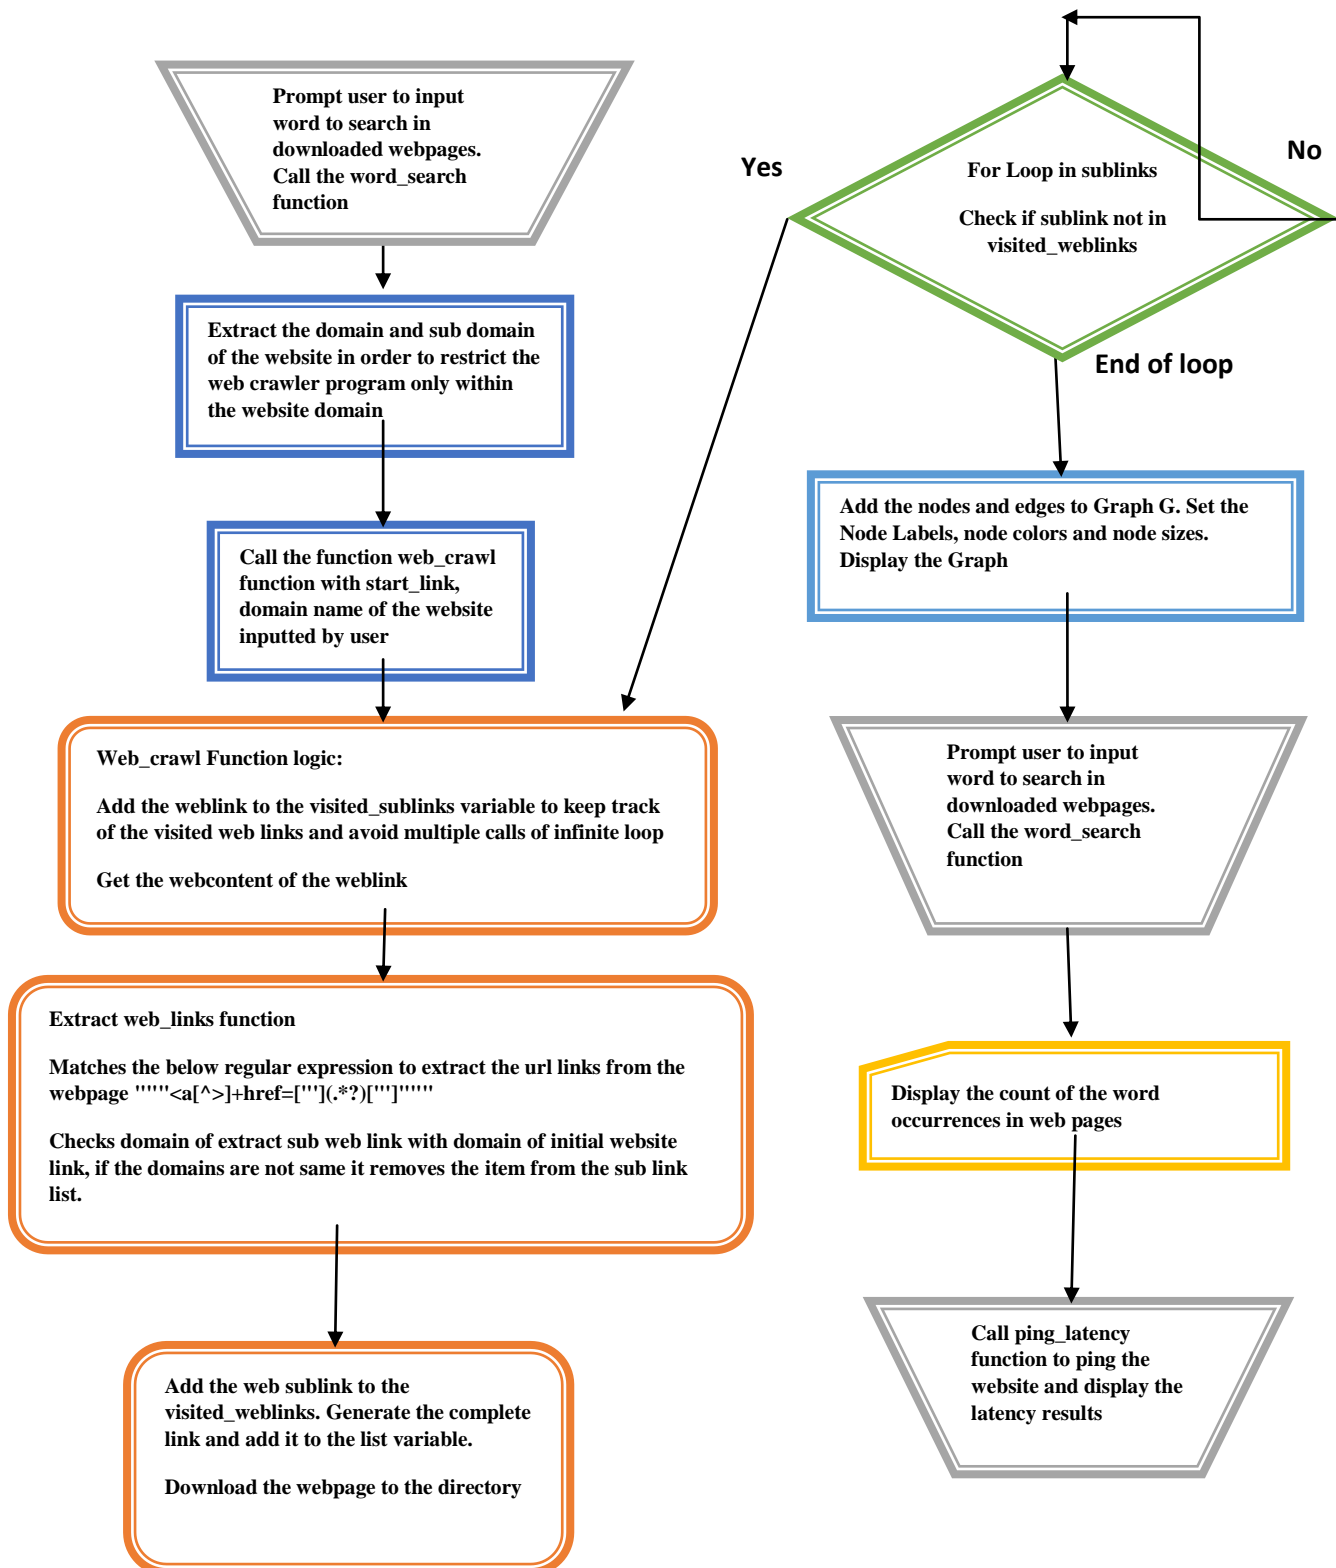 Prompt user to input
word to search in
downloaded webpages.
Call the word_search
function
Extract the domain and sub domain
of the website in order to restrict the
web crawler program only within
the website domain
Call the function web_crawl
function with start_link,
domain name of the website
inputted by user
Web_crawl Function logic:
Add the weblink to the visited_sublinks variable to keep track
of the visited web links and avoid multiple calls of infinite loop
Get the webcontent of the weblink
Extract web_links function
Matches the below regular expression to extract the url links from the
webpage """<a[^>]+href=["'](.*?)["']"""
Checks domain of extract sub web link with domain of initial website
link, if the domains are not same it removes the item from the sub link
list.
Add the web sublink to the
visited_weblinks. Generate the complete
link and add it to the list variable.
Download the webpage to the directory
Yes
No
For Loop in sublinks
Check if sublink not in
visited_weblinks
End of loop
Add the nodes and edges to Graph G. Set the
Node Labels, node colors and node sizes.
Display the Graph
Prompt user to input
word to search in
downloaded webpages.
Call the word_search
function
Display the count of the word
occurrences in web pages
Call ping_latency
function to ping the
website and display the
latency results